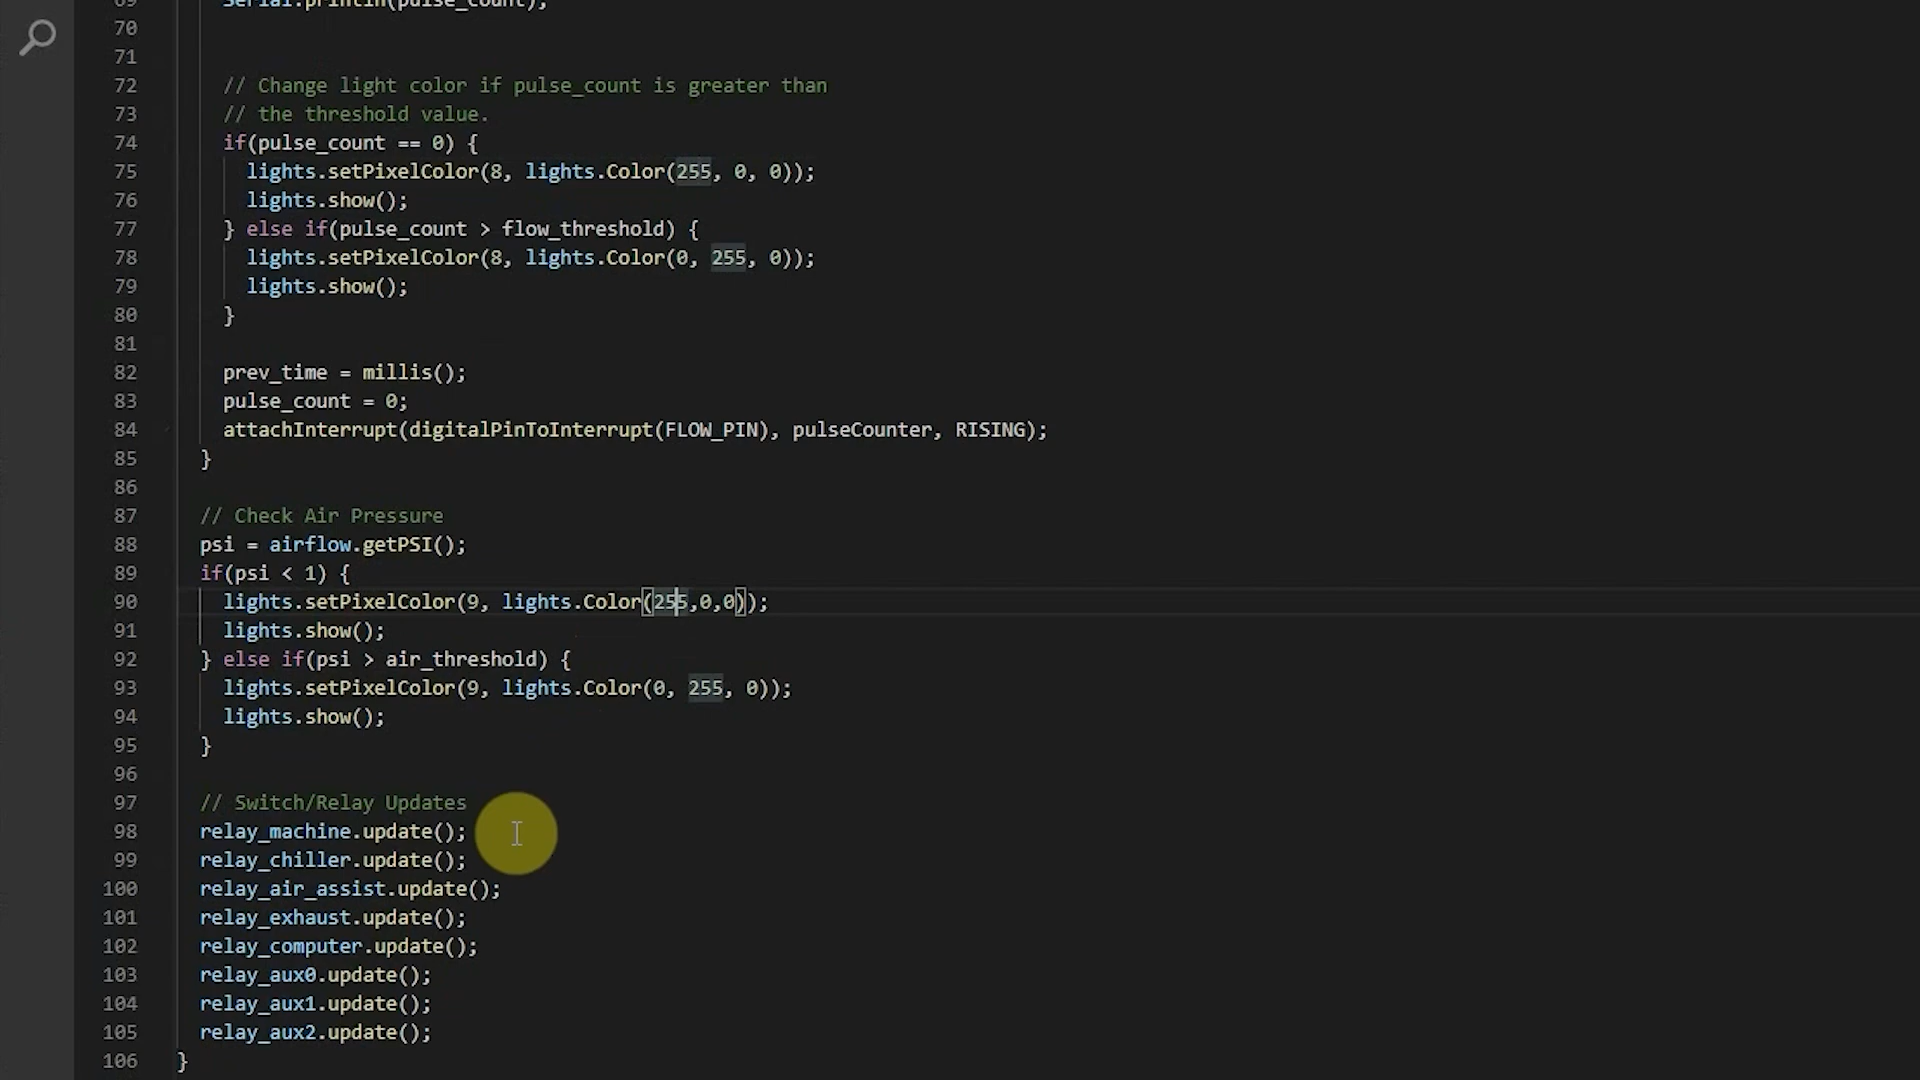 69 Serial.println(pulse_count);
70
71
72 // Change light color if pulse_count is greater than
73 // the threshold value.
74 if(pulse_count == 0) {
75 lights.setPixelColor(8, lights.Color(255, 0, 0));
76 lights.show();
77 } else if(pulse_count > flow_threshold) {
78 lights.setPixelColor(8, lights.Color(0, 255, 0));
79 lights.show();
80 }
81
82 prev_time = millis();
83 pulse_count = 0;
84 attachInterrupt(digitalPinToInterrupt(FLOW_PIN), pulseCounter, RISING);
85 }
86
87 // Check Air Pressure
88 psi = airflow.getPSI();
89 if(psi < 1) {
90 lights.setPixelColor(9, lights.Color(255,0,0));
91 lights.show();
92 } else if(psi > air_threshold) {
93 lights.setPixelColor(9, lights.Color(0, 255, 0));
94 lights.show();
95 }
96
97 // Switch/Relay Updates
98 relay_machine.update();
99 relay_chiller.update();
100 relay_air_assist.update();
101 relay_exhaust.update();
102 relay_computer.update();
103 relay_aux0.update();
104 relay_aux1.update();
105 relay_aux2.update();
106 }